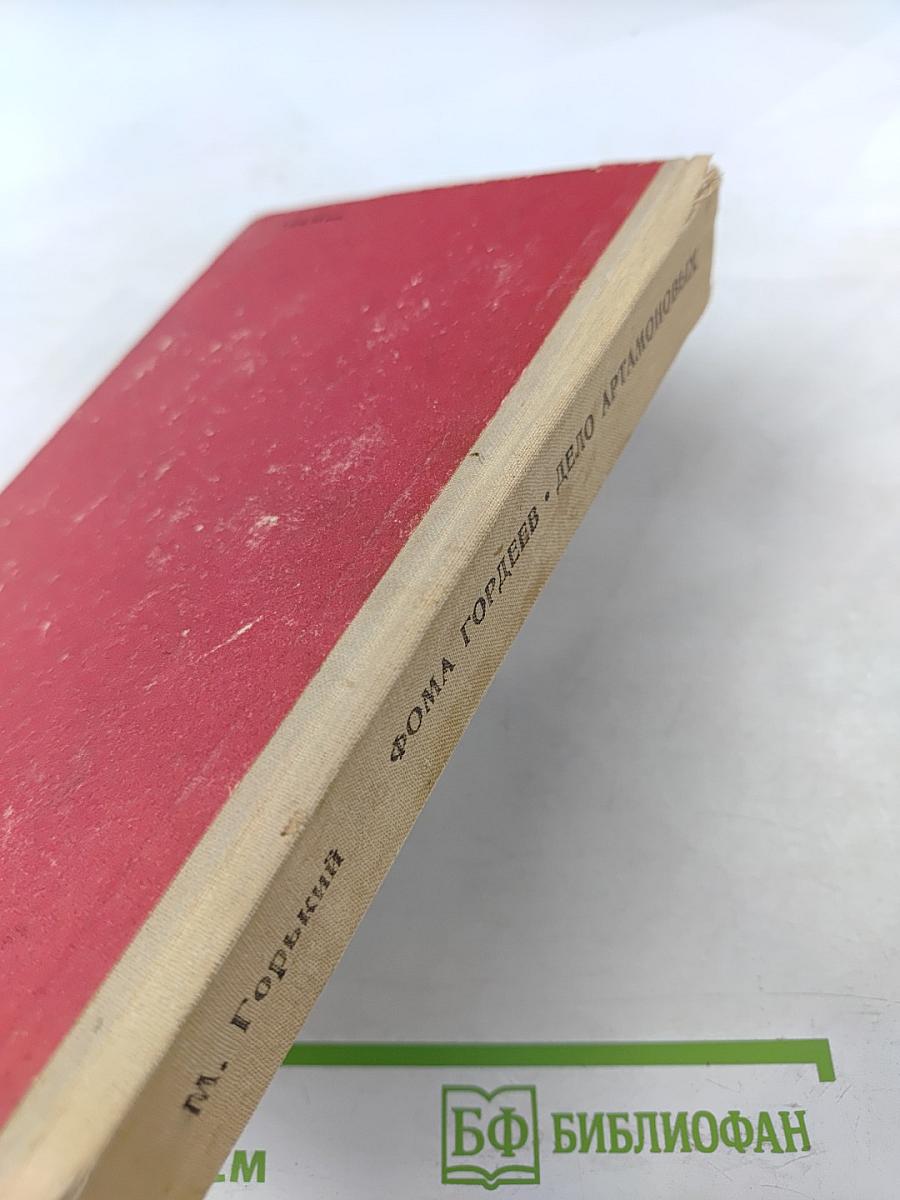 М. Горький
ФОМА ГОРДЕЕВ • ДЕЛО АРТАМОНОВЫХ
БФ БИБЛИОФАН